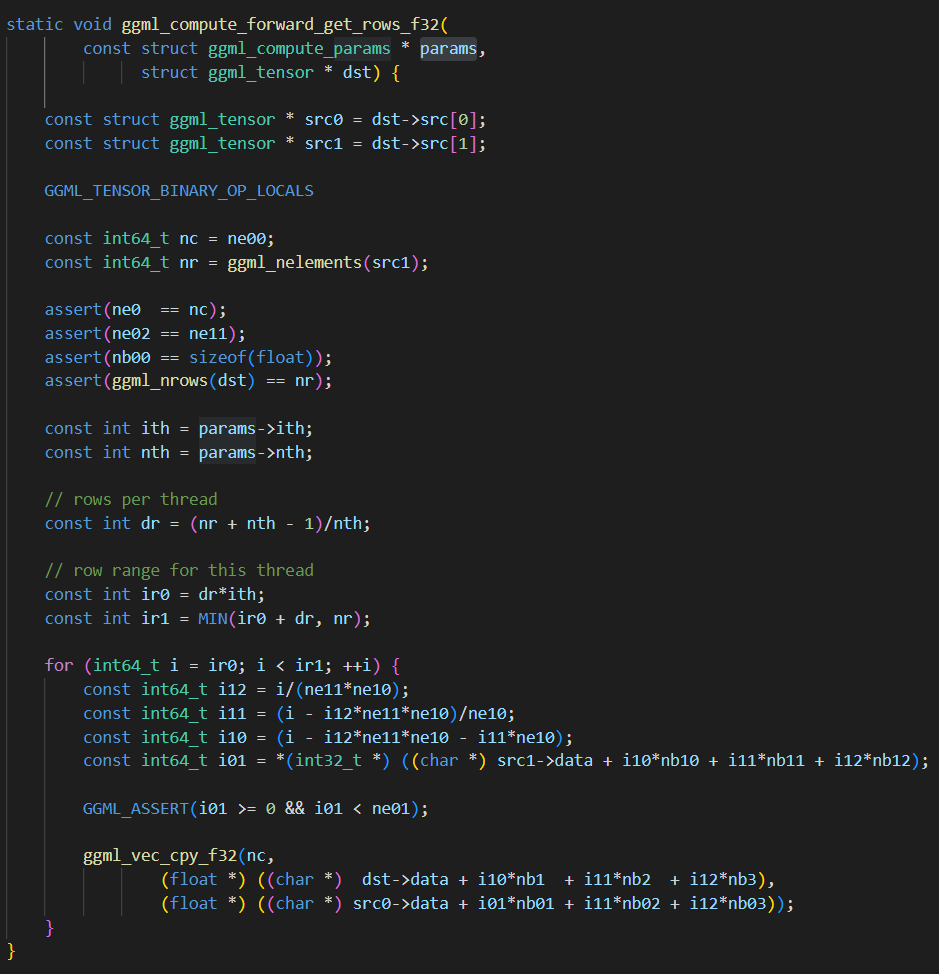 static void ggml_compute_forward_get_rows_f32(
        const struct ggml_compute_params * params,
              struct ggml_tensor * dst) {

    const struct ggml_tensor * src0 = dst->src[0];
    const struct ggml_tensor * src1 = dst->src[1];

    GGML_TENSOR_BINARY_OP_LOCALS

    const int64_t nc = ne00;
    const int64_t nr = ggml_nelements(src1);

    assert(ne0  == nc);
    assert(ne02 == ne11);
    assert(nb00 == sizeof(float));
    assert(ggml_nrows(dst) == nr);

    const int ith = params->ith;
    const int nth = params->nth;

    // rows per thread
    const int dr = (nr + nth - 1)/nth;

    // row range for this thread
    const int ir0 = dr*ith;
    const int ir1 = MIN(ir0 + dr, nr);

    for (int64_t i = ir0; i < ir1; ++i) {
        const int64_t i12 = i/(ne11*ne10);
        const int64_t i11 = (i - i12*ne11*ne10)/ne10;
        const int64_t i10 = (i - i12*ne11*ne10 - i11*ne10);
        const int64_t i01 = *(int32_t *) ((char *) src1->data + i10*nb10 + i11*nb11 + i12*nb12);

        GGML_ASSERT(i01 >= 0 && i01 < ne01);

        ggml_vec_cpy_f32(nc,
                (float *) ((char *)  dst->data + i10*nb1  + i11*nb2  + i12*nb3),
                (float *) ((char *) src0->data + i01*nb01 + i11*nb02 + i12*nb03));
    }
}